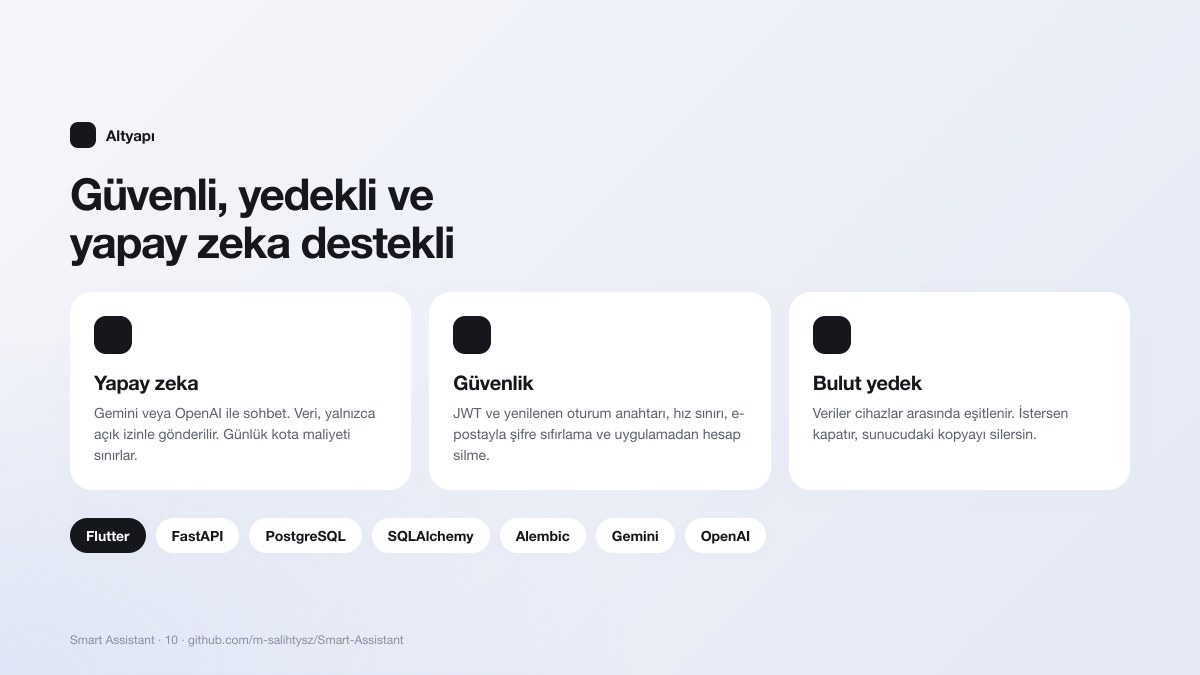 Altyapı
Güvenli, yedekli ve
yapay zeka destekli
Yapay zeka
Gemini veya OpenAI ile sohbet. Veri, yalnızca
açık izinle gönderilir. Günlük kota maliyeti
sınırlar.
Güvenlik
JWT ve yenilenen oturum anahtarı, hız sınırı, e-
postayla şifre sıfırlama ve uygulamadan hesap
silme.
Bulut yedek
Veriler cihazlar arasında eşitlenir. İstersen
kapatır, sunucudaki kopyayı silersin.
Flutter FastAPI PostgreSQL SQLAlchemy Alembic Gemini OpenAI
Smart Assistant · 10 · github.com/m-salihtysz/Smart-Assistant